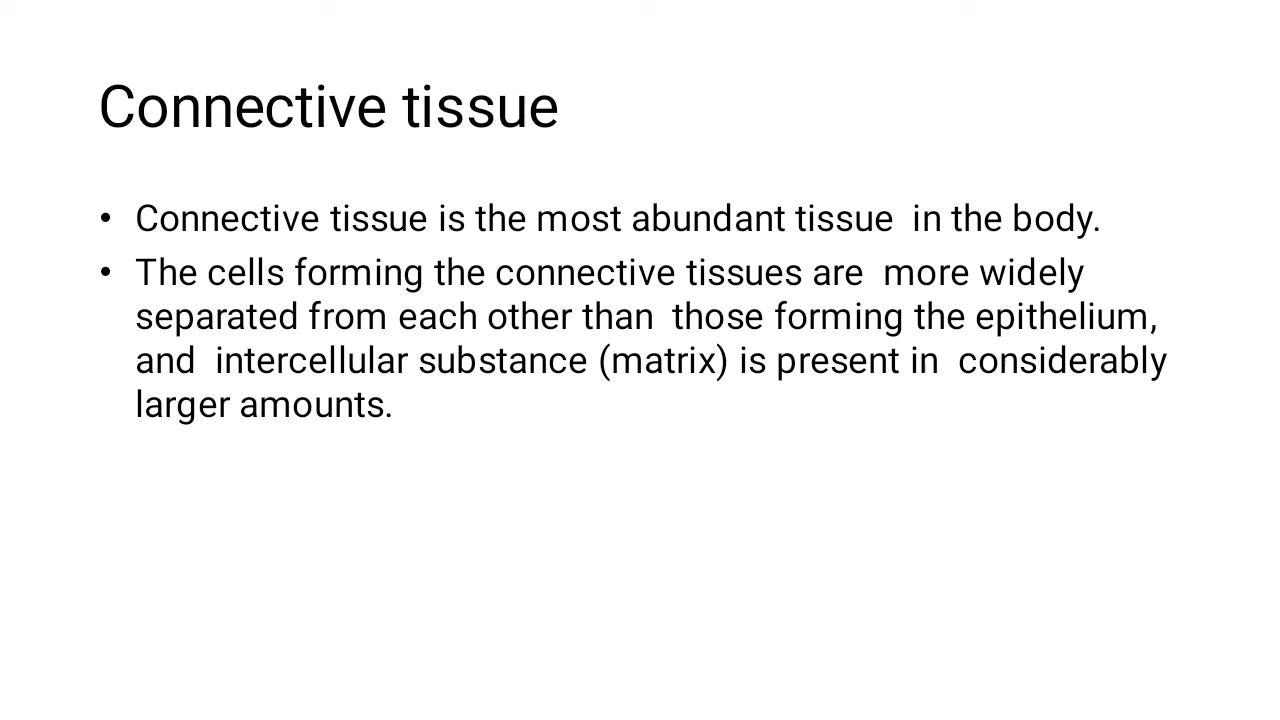 Connective tissue
• Connective tissue is the most abundant tissue  in the body.
• The cells forming the connective tissues are  more widely
separated from each other than  those forming the epithelium,
and  intercellular substance (matrix) is present in  considerably
larger amounts.